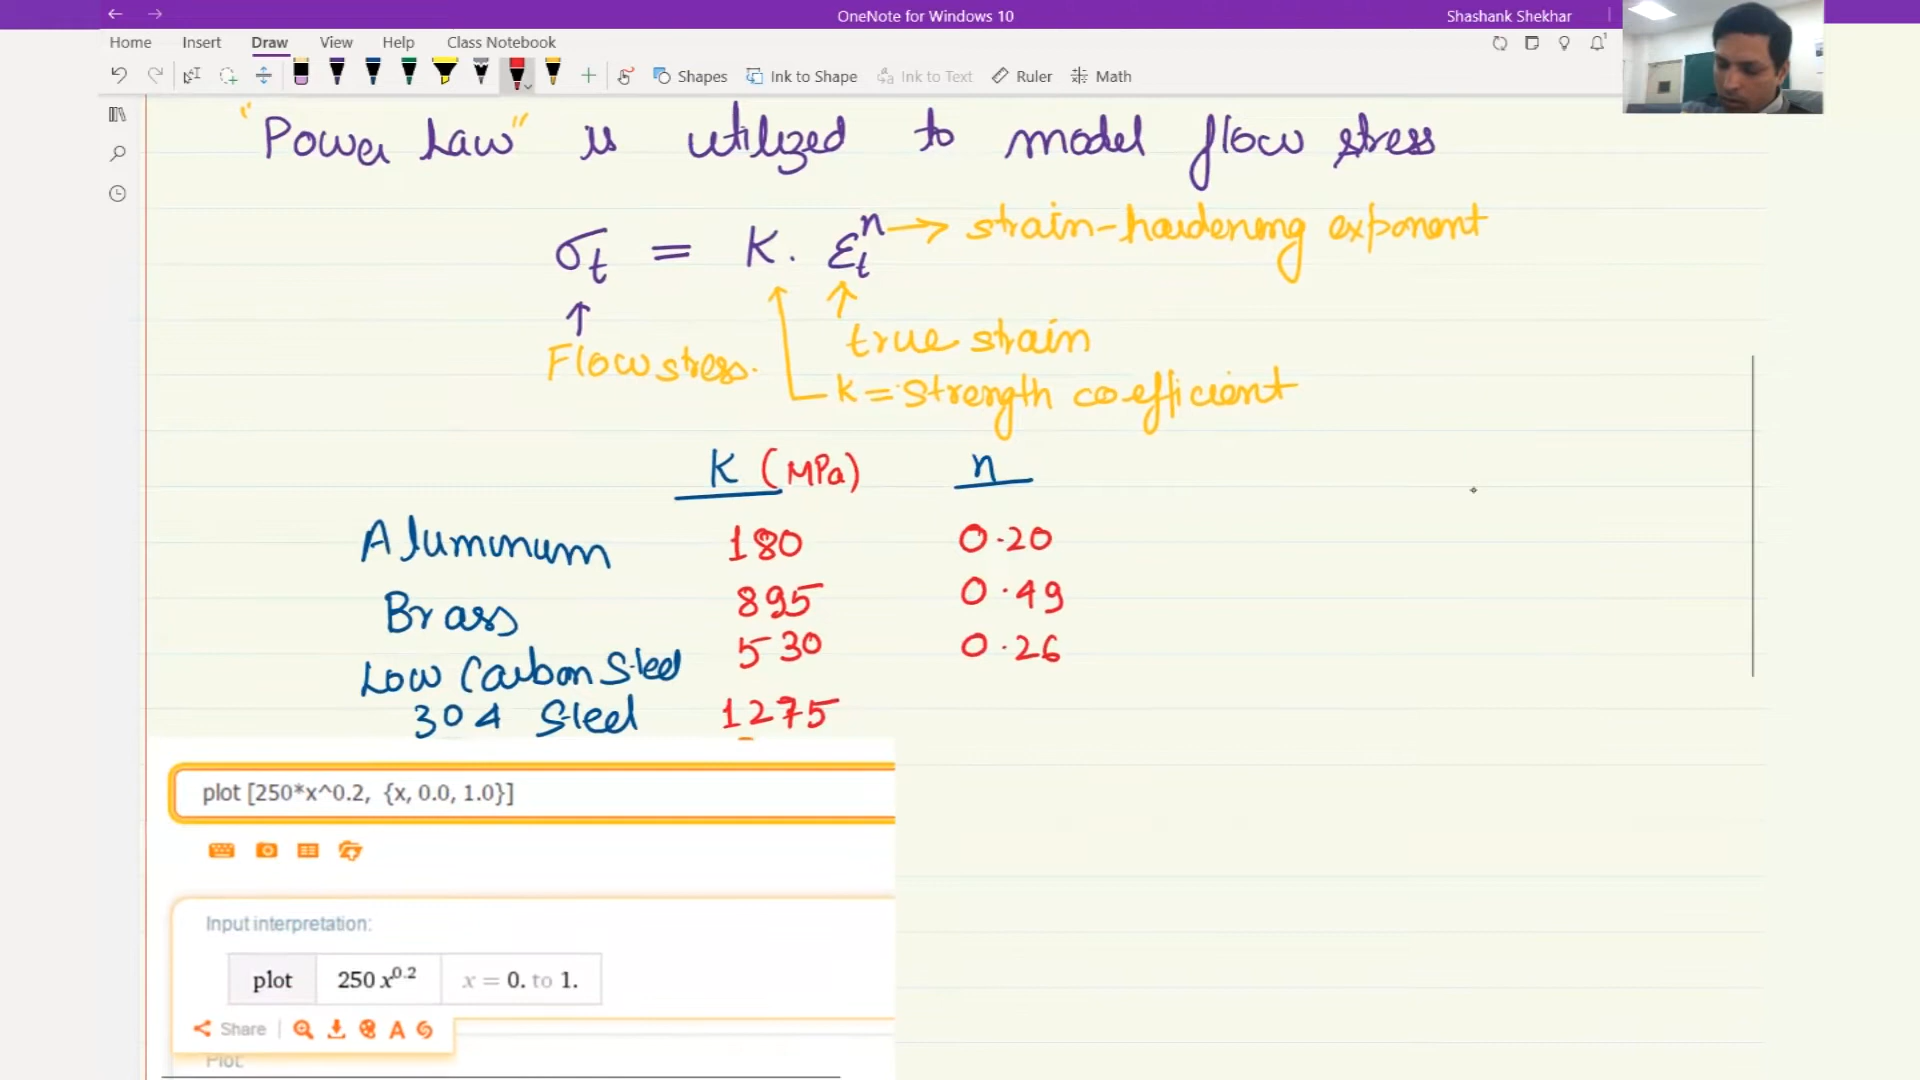 OneNote for Windows 10
Shashank Shekhar
Home Insert Draw View Help Class Notebook
Shapes Ink to Shape Ink to Text Ruler Math
"Power Law" is utilized to model flow stress
σt = K. εt^n → strain-hardening exponent
↑ ↑
true strain
Flow stress.
K = strength coefficient
K (MPa) n
Aluminum 180 0.20
Brass 895 0.49
Low Carbon Steel 530 0.26
304 Steel 1275
plot [250*x^0.2, {x, 0.0, 1.0}]
Input interpretation:
plot 250 x^0.2 x = 0. to 1.
Share
Plot: